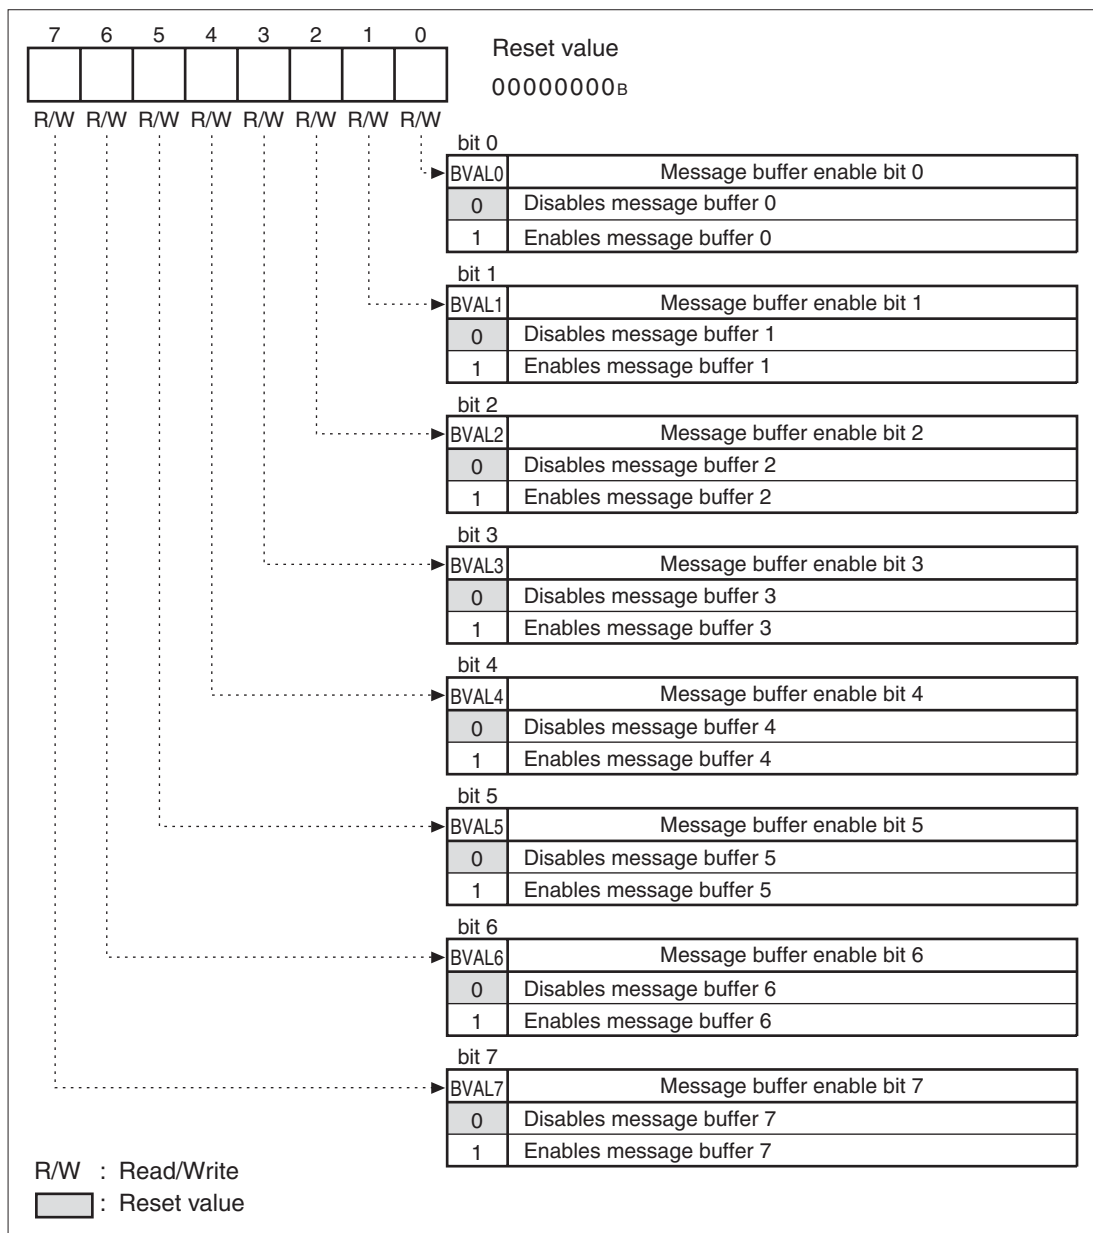 7 6 5 4 3 2 1 0
Reset value
00000000B
R/W R/W R/W R/W R/W R/W R/W R/W
bit 0
BVAL0 Message buffer enable bit 0
0 Disables message buffer 0
1 Enables message buffer 0
bit 1
BVAL1 Message buffer enable bit 1
0 Disables message buffer 1
1 Enables message buffer 1
bit 2
BVAL2 Message buffer enable bit 2
0 Disables message buffer 2
1 Enables message buffer 2
bit 3
BVAL3 Message buffer enable bit 3
0 Disables message buffer 3
1 Enables message buffer 3
bit 4
BVAL4 Message buffer enable bit 4
0 Disables message buffer 4
1 Enables message buffer 4
bit 5
BVAL5 Message buffer enable bit 5
0 Disables message buffer 5
1 Enables message buffer 5
bit 6
BVAL6 Message buffer enable bit 6
0 Disables message buffer 6
1 Enables message buffer 6
bit 7
BVAL7 Message buffer enable bit 7
0 Disables message buffer 7
1 Enables message buffer 7
R/W : Read/Write
: Reset value